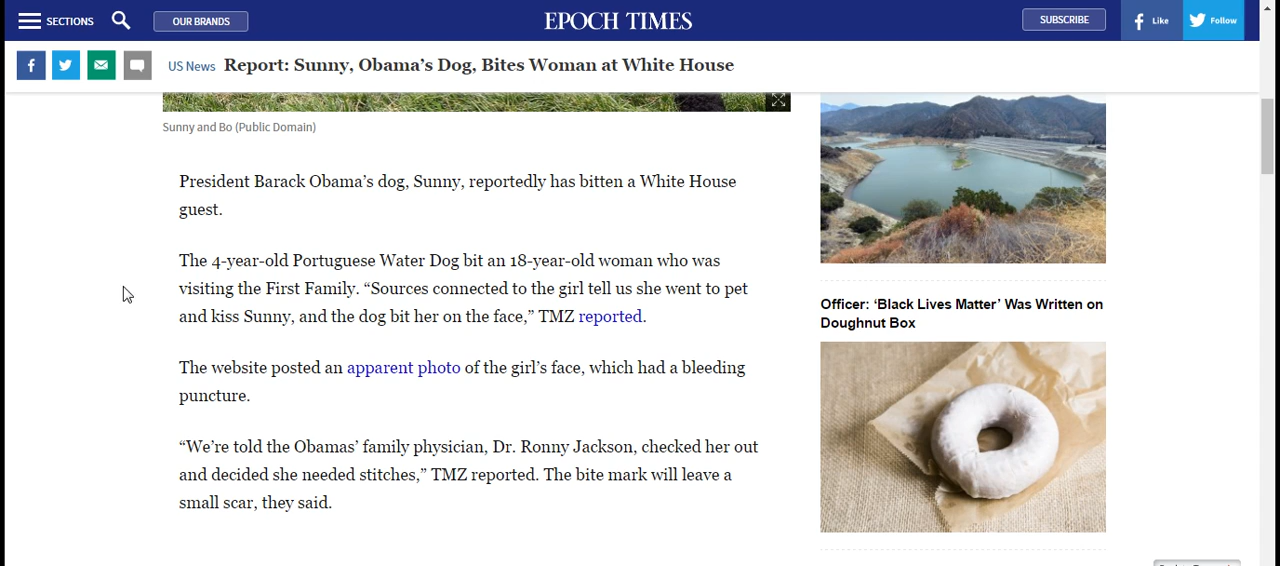 SECTIONS
OUR BRANDS
EPOCH TIMES
SUBSCRIBE
Like
Follow
US News Report: Sunny, Obama’s Dog, Bites Woman at White House
Sunny and Bo (Public Domain)
President Barack Obama’s dog, Sunny, reportedly has bitten a White House
guest.
The 4-year-old Portuguese Water Dog bit an 18-year-old woman who was
visiting the First Family. “Sources connected to the girl tell us she went to pet
and kiss Sunny, and the dog bit her on the face,” TMZ reported.
The website posted an apparent photo of the girl’s face, which had a bleeding
puncture.
“We’re told the Obamas’ family physician, Dr. Ronny Jackson, checked her out
and decided she needed stitches,” TMZ reported. The bite mark will leave a
small scar, they said.
Officer: ‘Black Lives Matter’ Was Written on
Doughnut Box